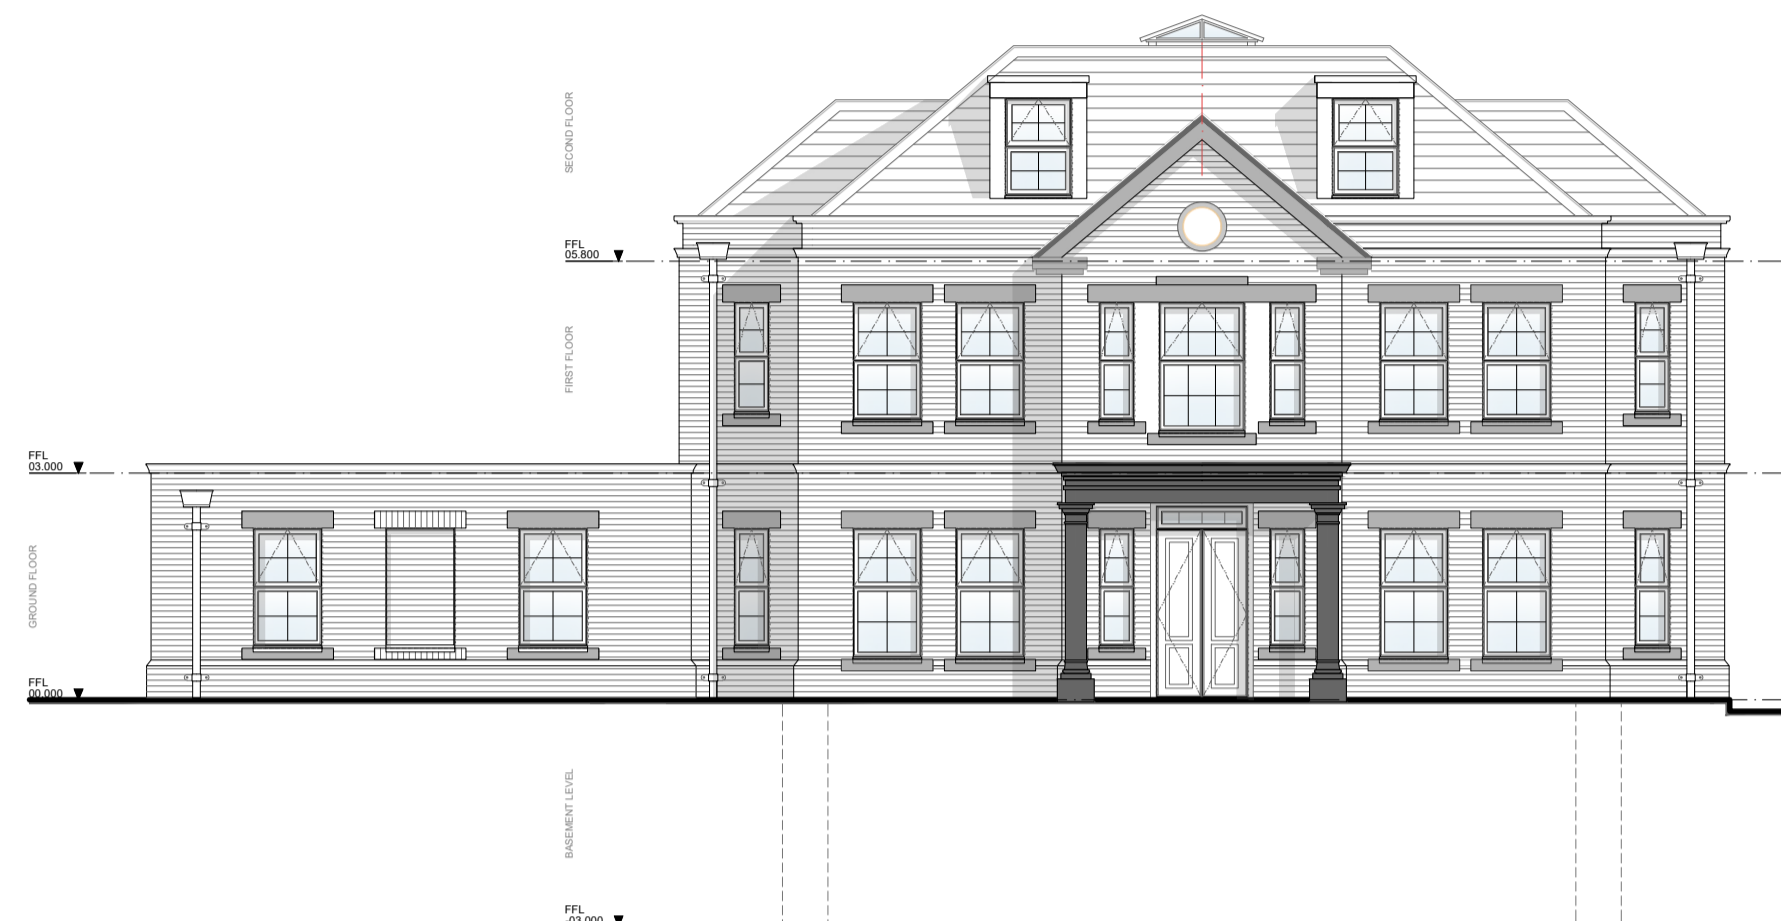 SECOND FLOOR
FFL
05.800
FIRST FLOOR
FFL
03.000
GROUND FLOOR
FFL
00.000
BASEMENT LEVEL
FFL
-03.000